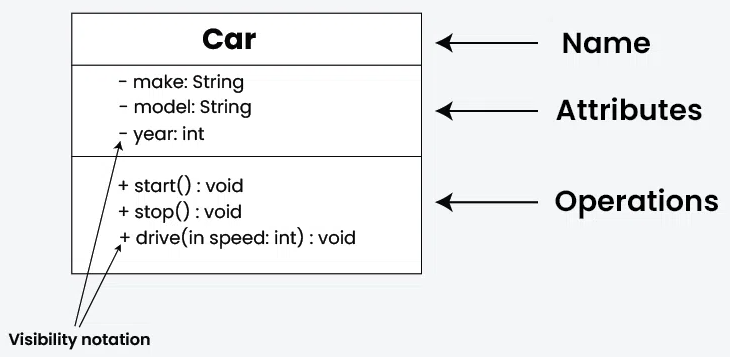 Car
Name
- make: String
- model: String
- year: int
Attributes
+ start() : void
+ stop() : void
+ drive(in speed: int) : void
Operations
Visibility notation